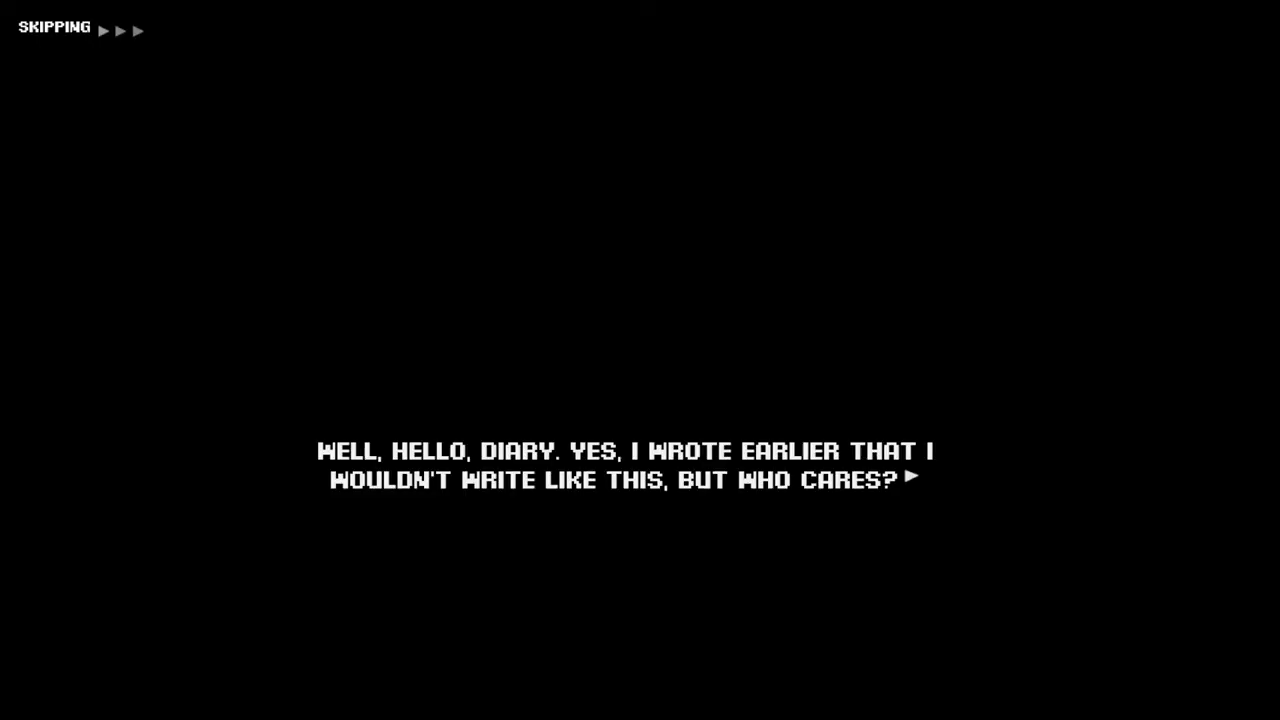 SKIPPING
WELL, HELLO, DIARY. YES, I WROTE EARLIER THAT I
WOULDN'T WRITE LIKE THIS, BUT WHO CARES?